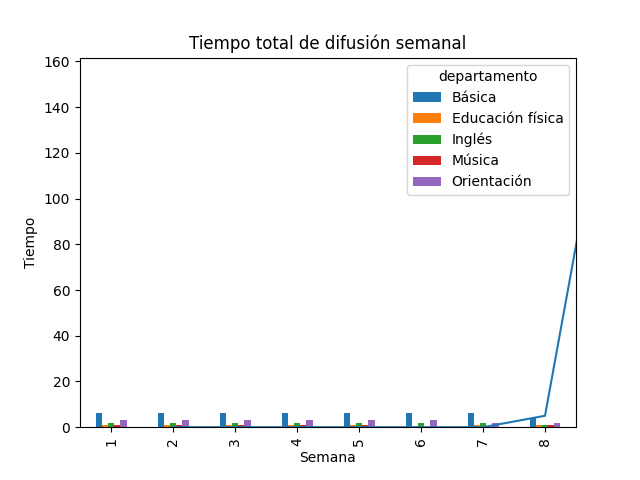 Tiempo total de difusión semanal
160
140
120
100
80
60
40
20
0
Tiempo
departamento
Básica
Educación física
Inglés
Música
Orientación
1
2
3
4
5
6
7
8
Semana